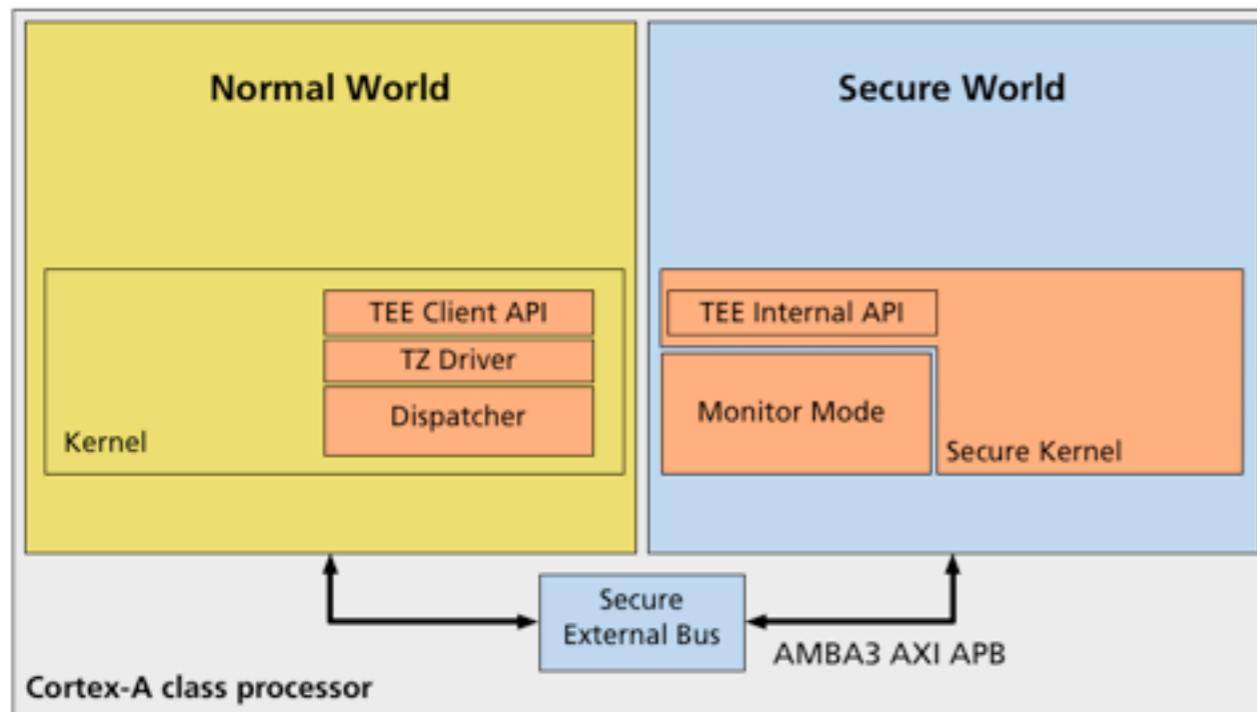 Normal World
Secure World
TEE Client API
TZ Driver
Dispatcher
Kernel
TEE Internal API
Monitor Mode
Secure Kernel
Secure
External Bus
AMBA3 AXI APB
Cortex-A class processor